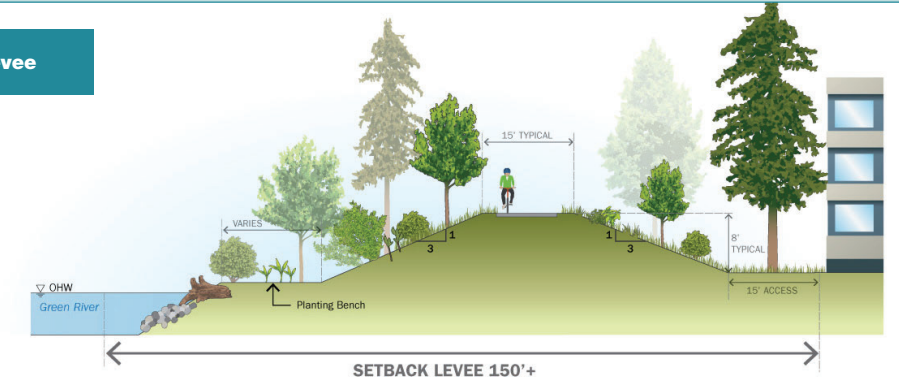 vee
15' TYPICAL
VARIES
1
3
1
3
8'
TYPICAL
▽ OHW
Green River
Planting Bench
15' ACCESS
SETBACK LEVEE 150'+